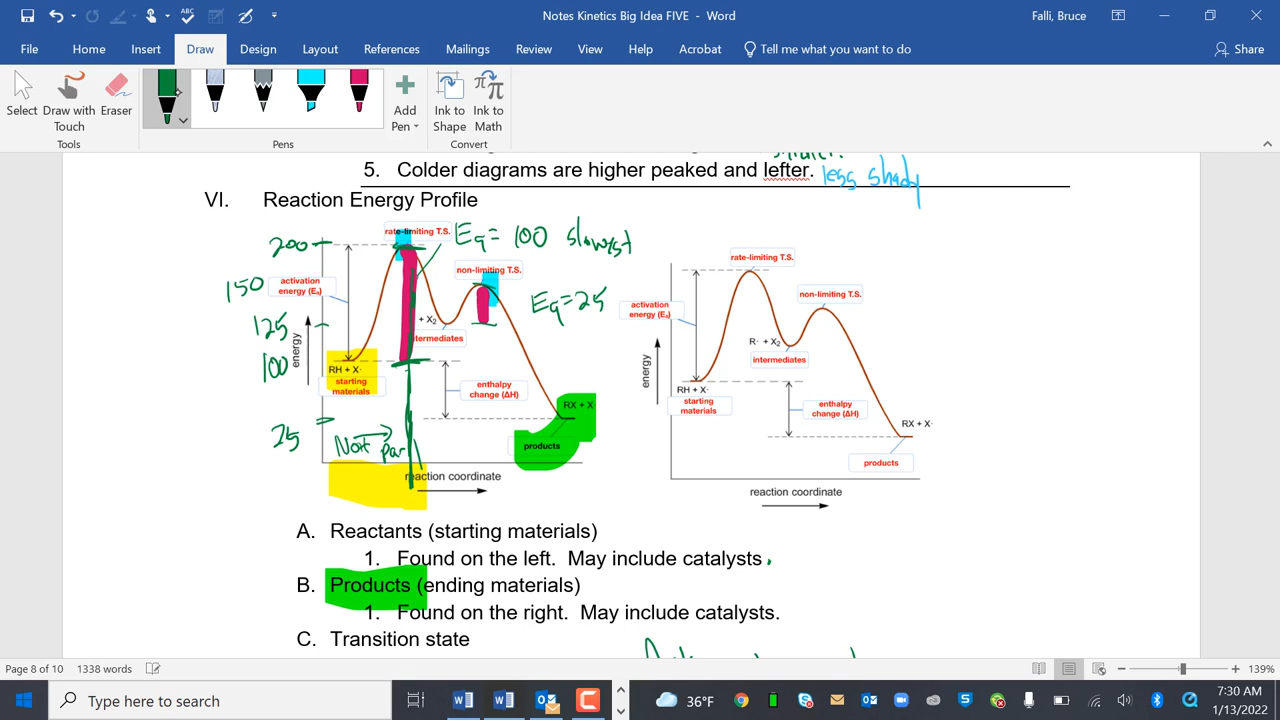 Notes Kinetics Big Idea FIVE - Word
Falli, Bruce
File Home Insert Draw Design Layout References Mailings Review View Help Acrobat Tell me what you want to do Share
Select Draw with Touch Eraser Add Pen Ink to Shape Ink to Math
Tools Pens Convert
5. Colder diagrams are higher peaked and lefter. less shady
VI. Reaction Energy Profile
200
150
125
100
25
rate-limiting T.S.
Ea = 100 slowest
non-limiting T.S.
Ea = 25
activation energy (Eₐ)
energy
+ X₂
intermediates
RH + X·
starting materials
enthalpy change (ΔH)
RX + X·
products
Not par
reaction coordinate
rate-limiting T.S.
non-limiting T.S.
activation energy (Eₐ)
energy
R· + X₂
intermediates
RH + X·
starting materials
enthalpy change (ΔH)
RX + X·
products
reaction coordinate
A. Reactants (starting materials)
1. Found on the left. May include catalysts.
B. Products (ending materials)
1. Found on the right. May include catalysts.
C. Transition state
Page 8 of 10 1338 words 139%
Type here to search
36°F
7:30 AM
1/13/2022